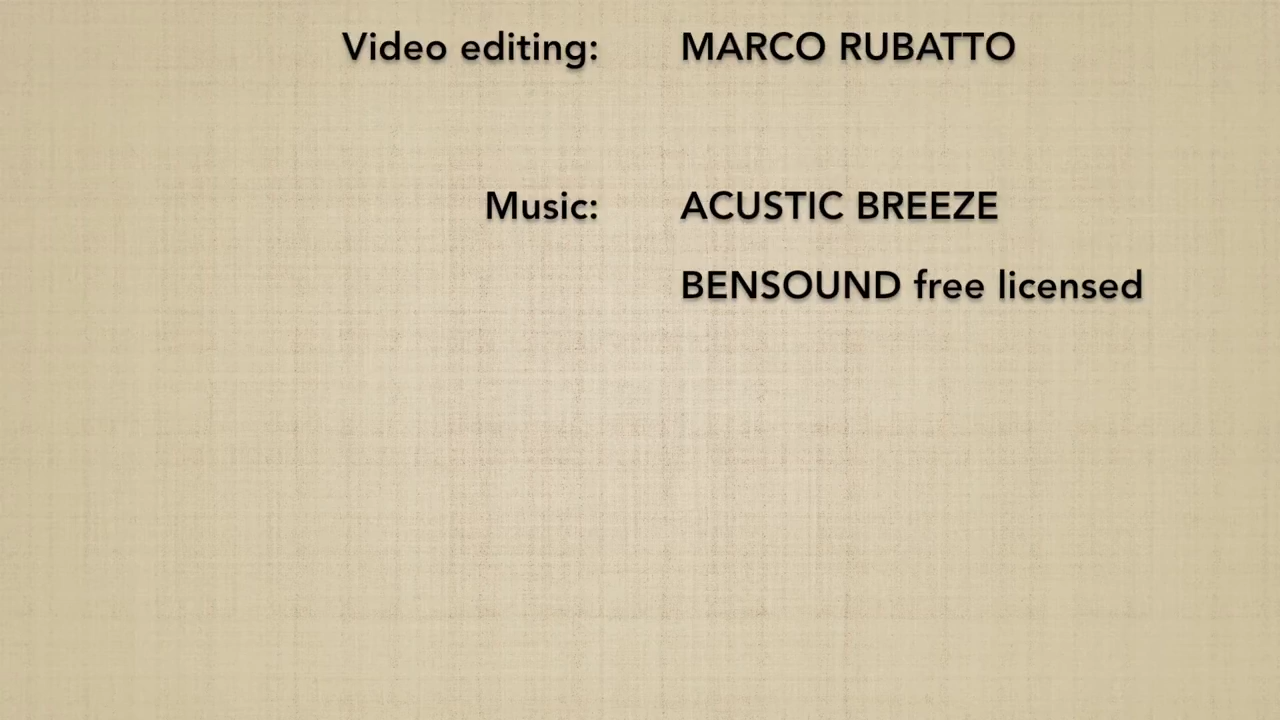 Video editing: MARCO RUBATTO
Music: ACUSTIC BREEZE
BENSOUND free licensed